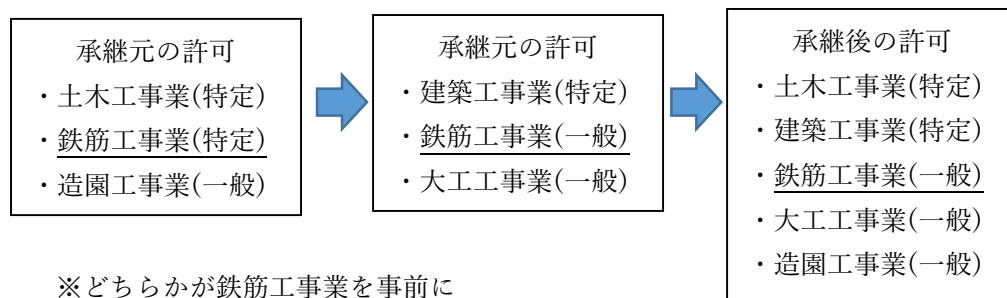 承継元の許可
・土木工事業(特定)
・鉄筋工事業(特定)
・造園工事業(一般)
承継元の許可
・建築工事業(特定)
・鉄筋工事業(一般)
・大工工事業(一般)
承継後の許可
・土木工事業(特定)
・建築工事業(特定)
・鉄筋工事業(一般)
・大工工事業(一般)
・造園工事業(一般)
※どちらかが鉄筋工事業を事前に